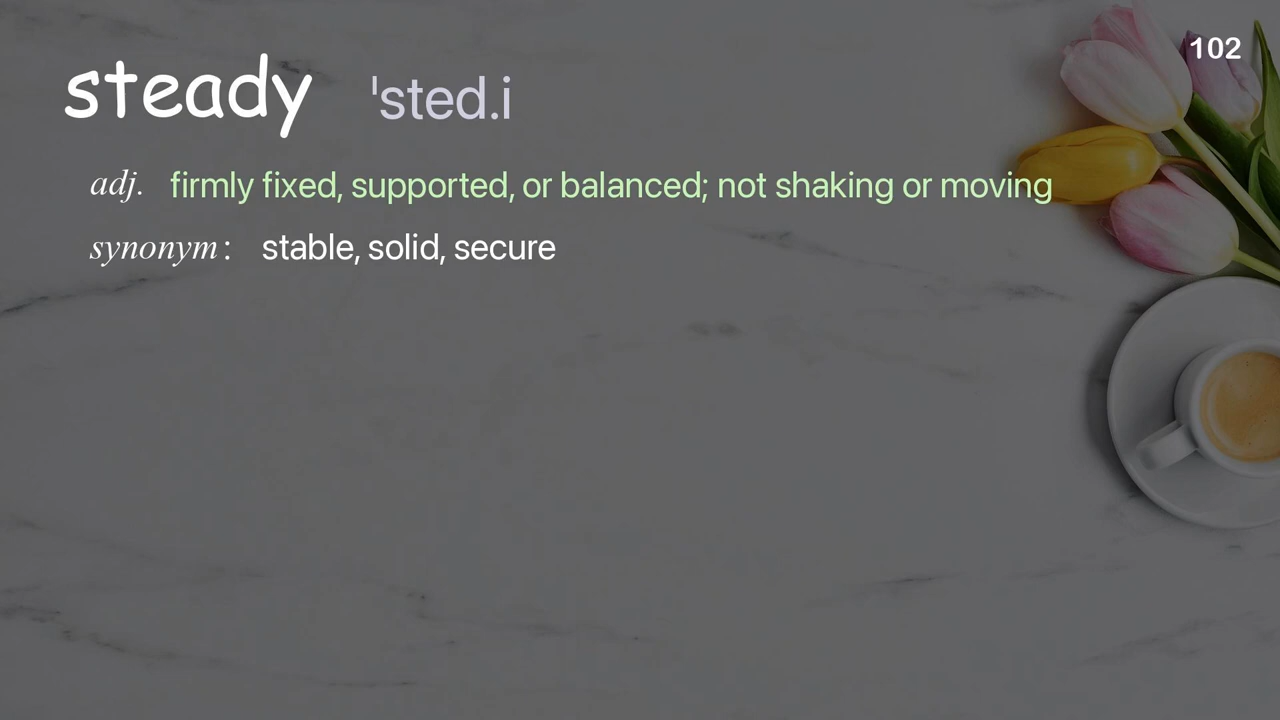 102
steady 'sted.i
adj. firmly fixed, supported, or balanced; not shaking or moving
synonym: stable, solid, secure